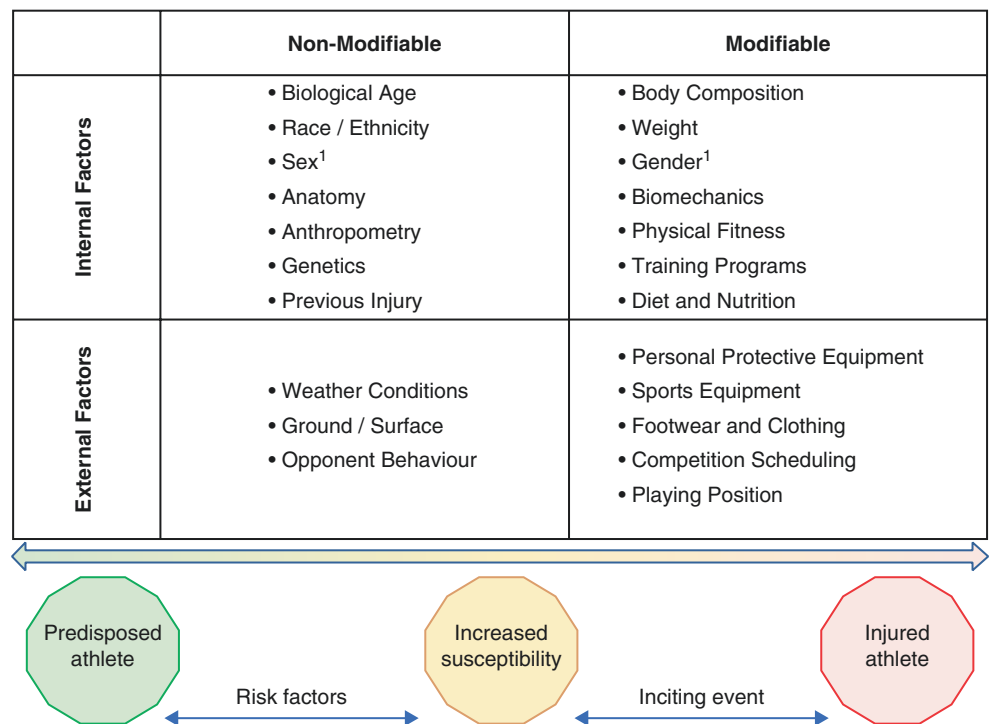 Non-Modifiable
Modifiable
Internal Factors
• Biological Age
• Race / Ethnicity
• Sex¹
• Anatomy
• Anthropometry
• Genetics
• Previous Injury
• Body Composition
• Weight
• Gender¹
• Biomechanics
• Physical Fitness
• Training Programs
• Diet and Nutrition
External Factors
• Weather Conditions
• Ground / Surface
• Opponent Behaviour
• Personal Protective Equipment
• Sports Equipment
• Footwear and Clothing
• Competition Scheduling
• Playing Position
Predisposed
athlete
Risk factors
Increased
susceptibility
Inciting event
Injured
athlete